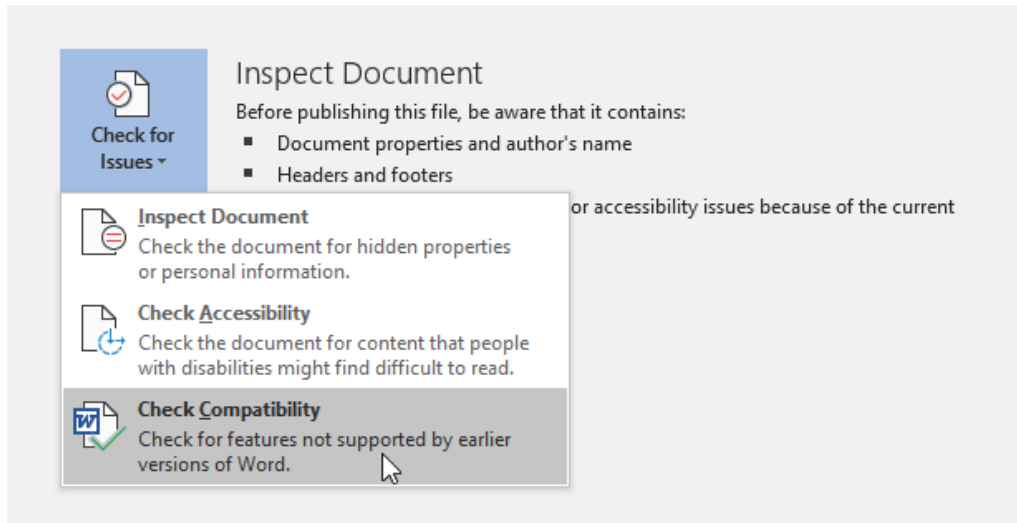 Inspect Document
Before publishing this file, be aware that it contains:
Check for
Issues
Document properties and author's name
Headers and footers
or accessibility issues because of the current
Inspect Document
Check the document for hidden properties
or personal information.
Check Accessibility
Check the document for content that people
with disabilities might find difficult to read.
W
Check Compatibility
Check for features not supported by earlier
versions of Word.